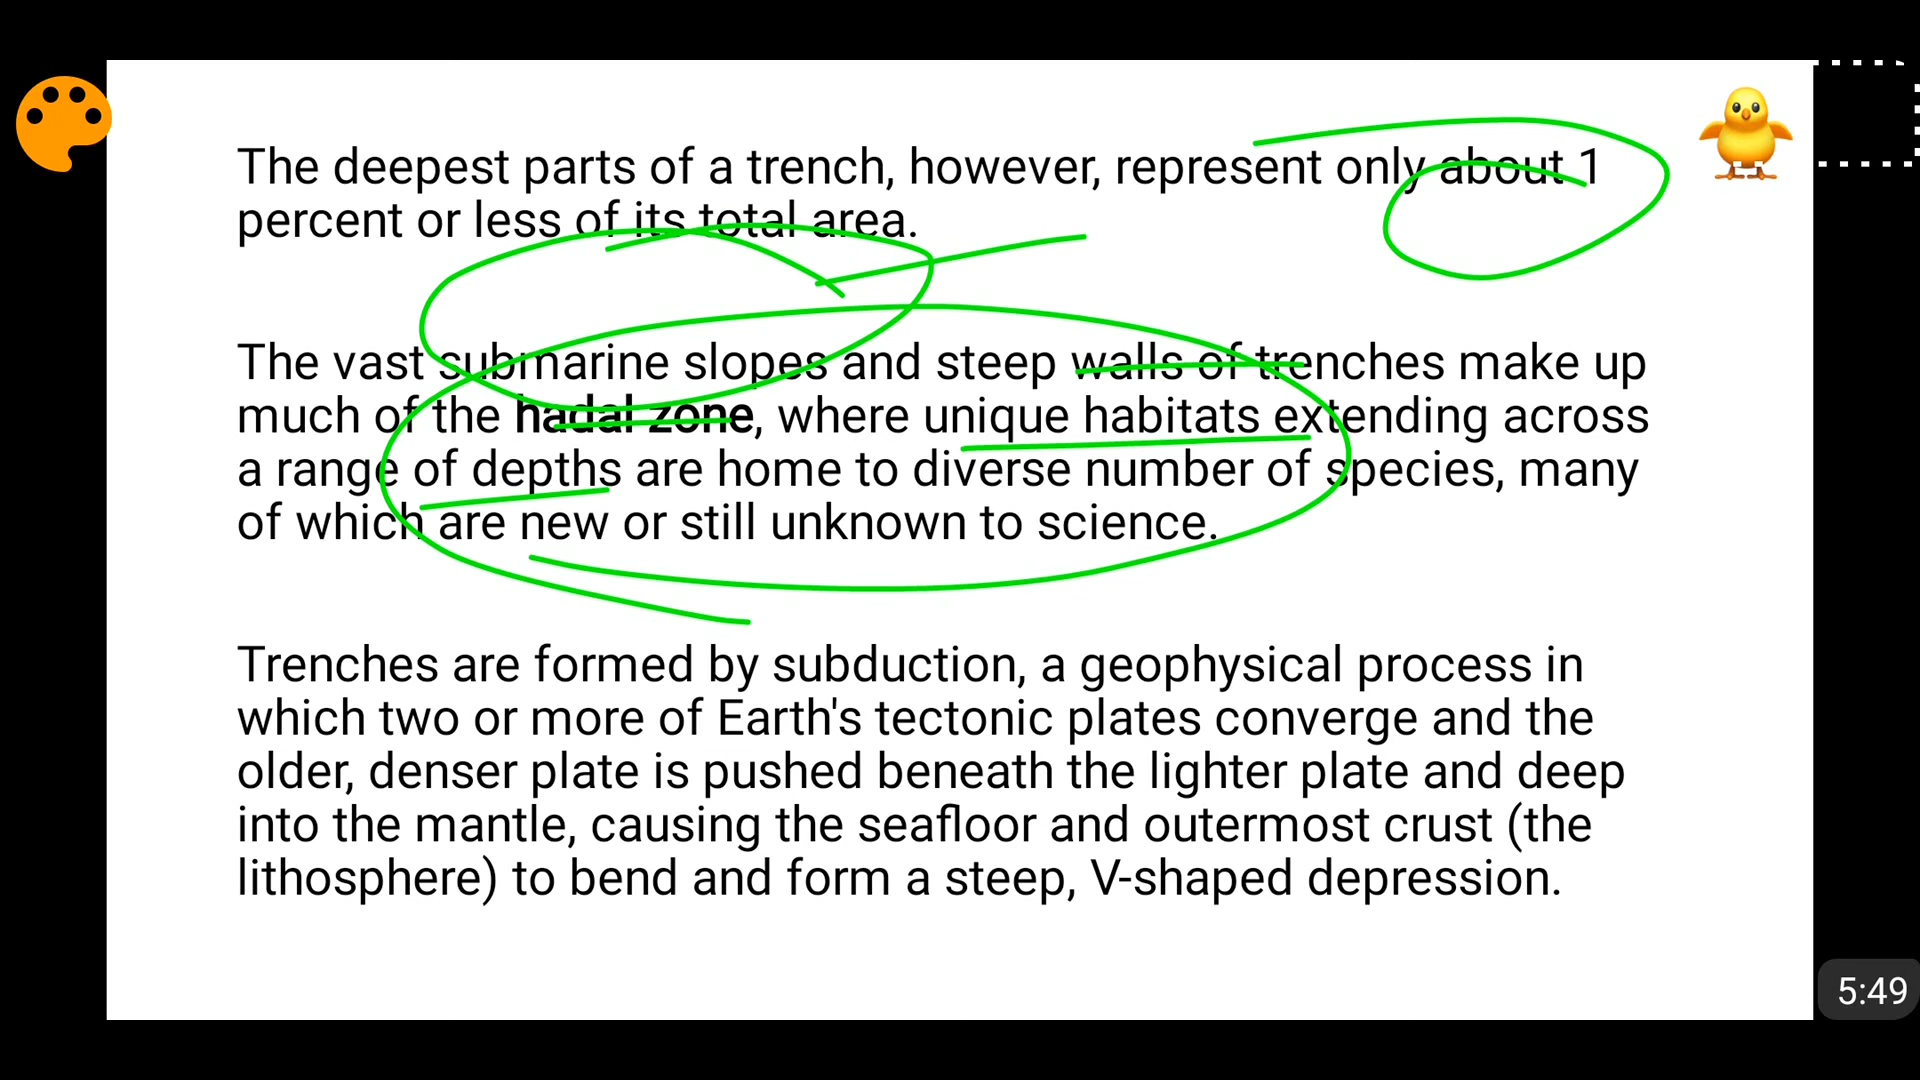 The deepest parts of a trench, however, represent only about 1
percent or less of its total area.
The vast submarine slopes and steep walls of trenches make up
much of the hadal zone, where unique habitats extending across
a range of depths are home to diverse number of species, many
of which are new or still unknown to science.
Trenches are formed by subduction, a geophysical process in
which two or more of Earth's tectonic plates converge and the
older, denser plate is pushed beneath the lighter plate and deep
into the mantle, causing the seafloor and outermost crust (the
lithosphere) to bend and form a steep, V-shaped depression.
5:49